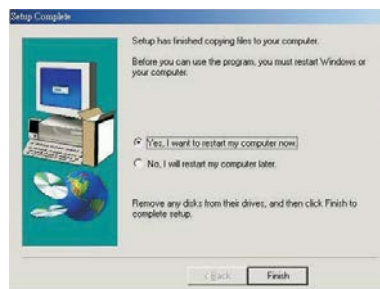 Setup Complete
Setup has finished copying files to your computer.
Before you can use the program, you must restart Windows or
your computer.
Yes, I want to restart my computer now.
No, I will restart my computer later.
Remove any disks from their drives, and then click Finish to
complete setup.
< Back
Finish